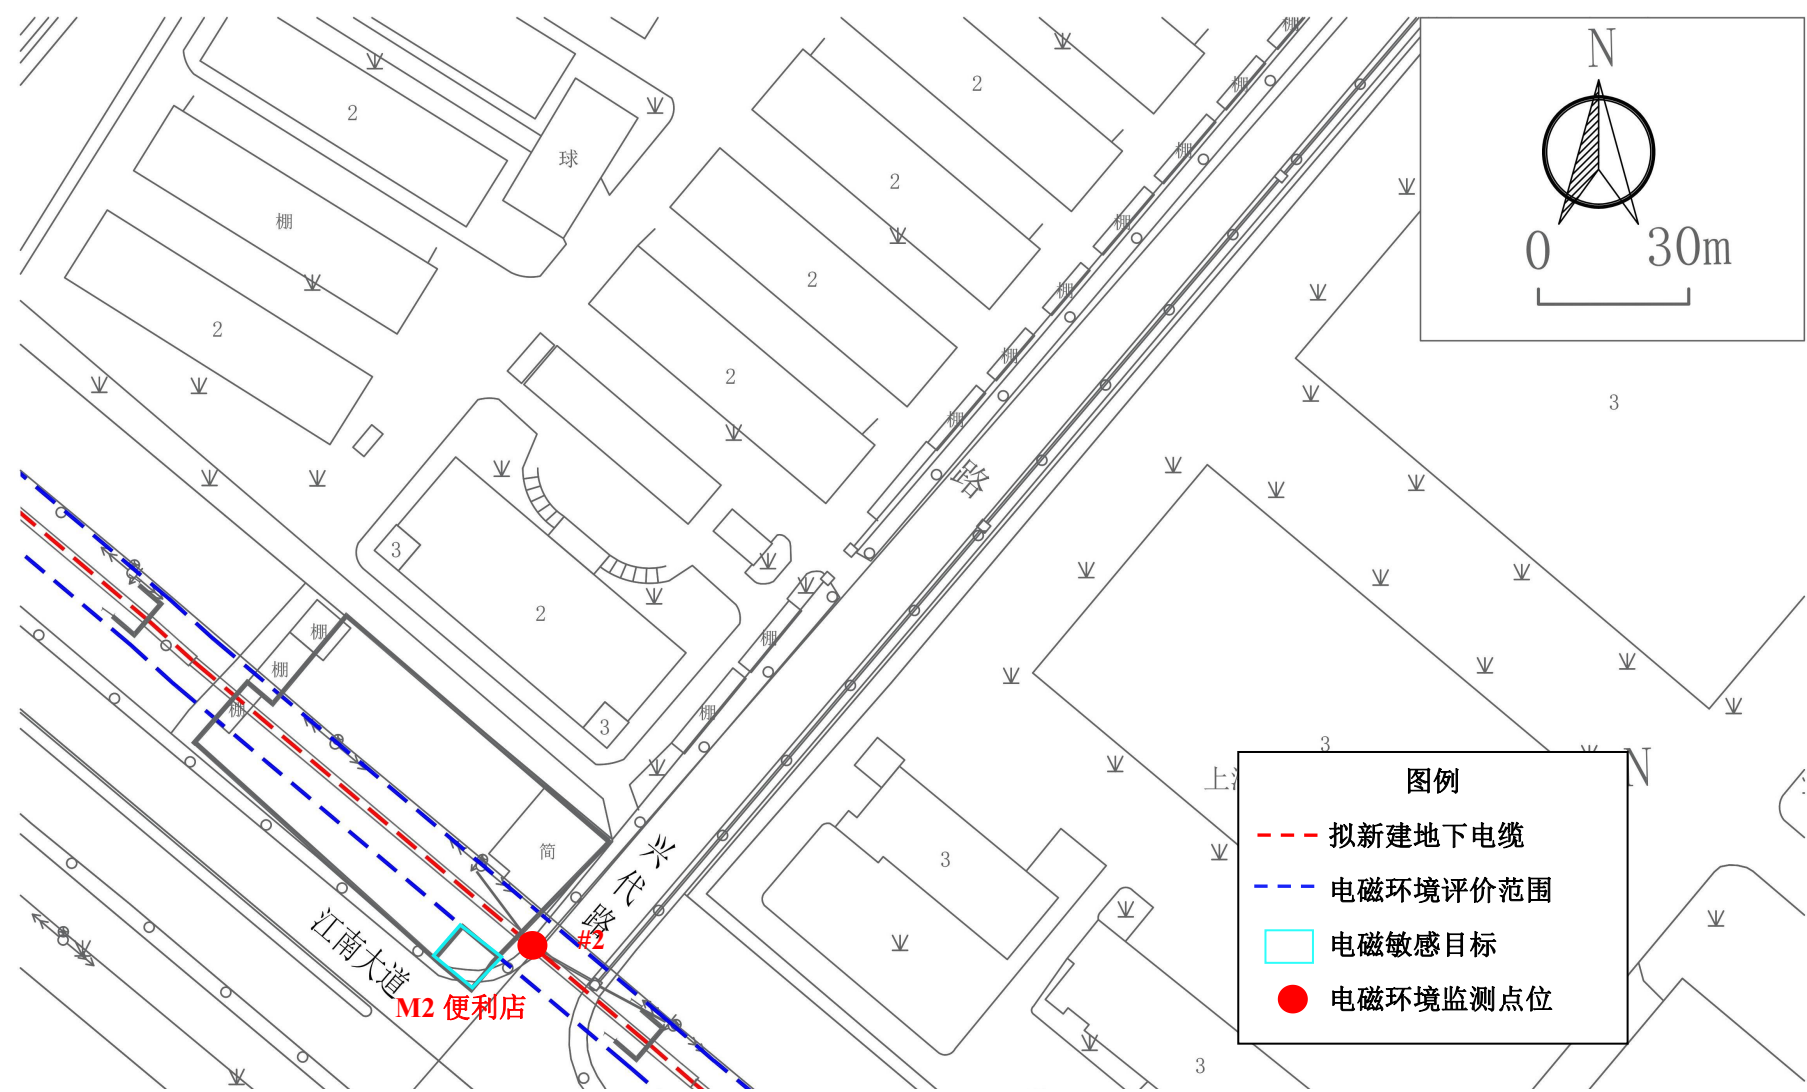 棚
N
2
2
棚
球
棚
2
棚
棚
0 30m
2
棚
2
棚
2
3
棚
路
3
2
棚
棚
棚
棚
棚
3
3
N
上
图例
拟新建地下电缆
电磁环境评价范围
电磁敏感目标
电磁环境监测点位
简
兴代路
3
#2
江南大道
M2 便利店
3